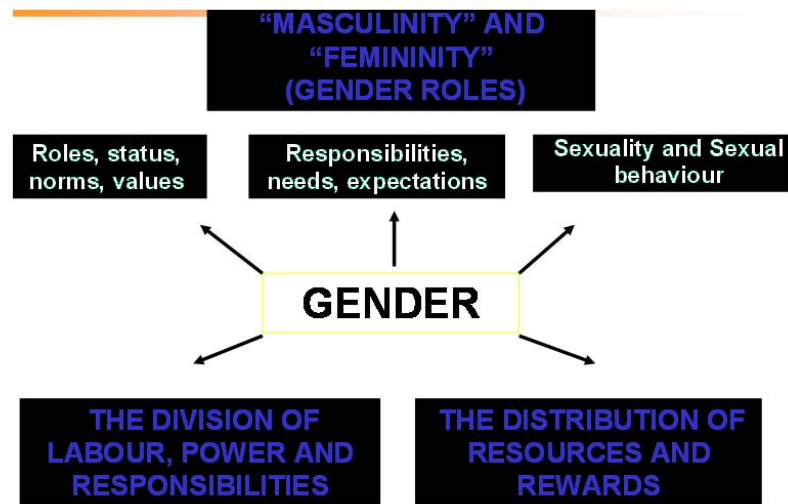 “MASCULINITY” AND
“FEMININITY”
(GENDER ROLES)
Roles, status,
norms, values
Responsibilities,
needs, expectations
Sexuality and Sexual
behaviour
GENDER
THE DIVISION OF
LABOUR, POWER AND
RESPONSIBILITIES
THE DISTRIBUTION OF
RESOURCES AND
REWARDS